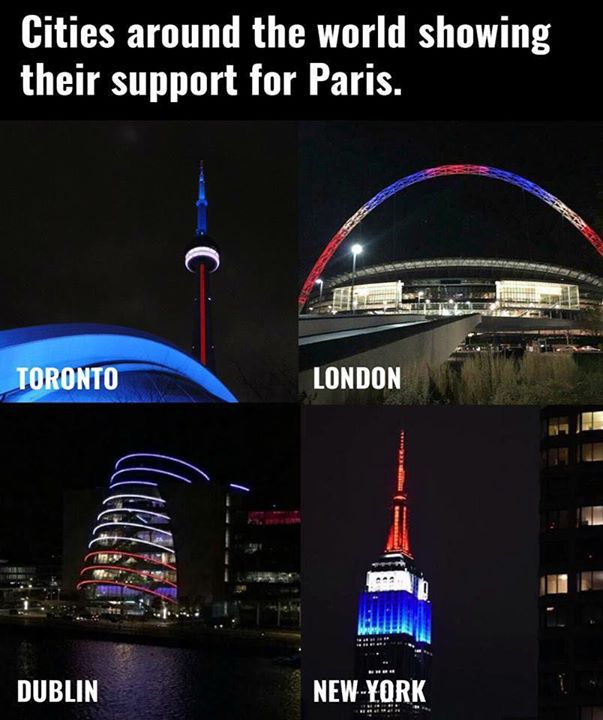 Cities around the world showing
their support for Paris.
TORONTO
LONDON
DUBLIN
NEW YORK